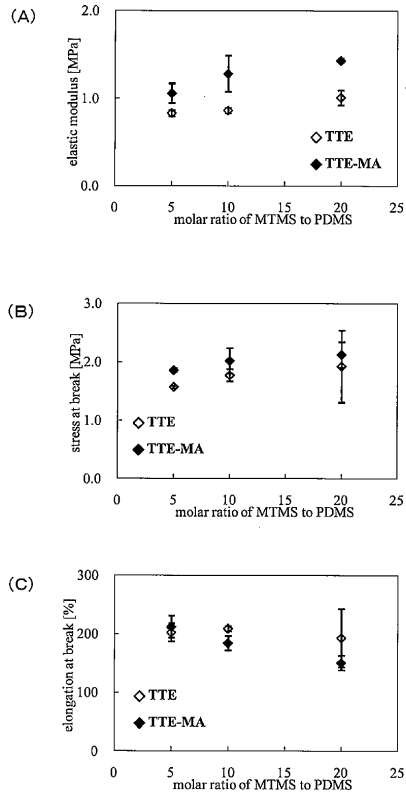 (A)
elastic modulus [MPa]
2.0
1.0
0.0
◇ TTE
◆ TTE-MA
0 5 10 15 20 25
molar ratio of MTMS to PDMS
(B)
stress at break [MPa]
3.0
2.0
1.0
0.0
◇ TTE
◆ TTE-MA
0 5 10 15 20 25
molar ratio of MTMS to PDMS
(C)
elongation at break [%]
300
200
100
0
◇ TTE
◆ TTE-MA
0 5 10 15 20 25
molar ratio of MTMS to PDMS